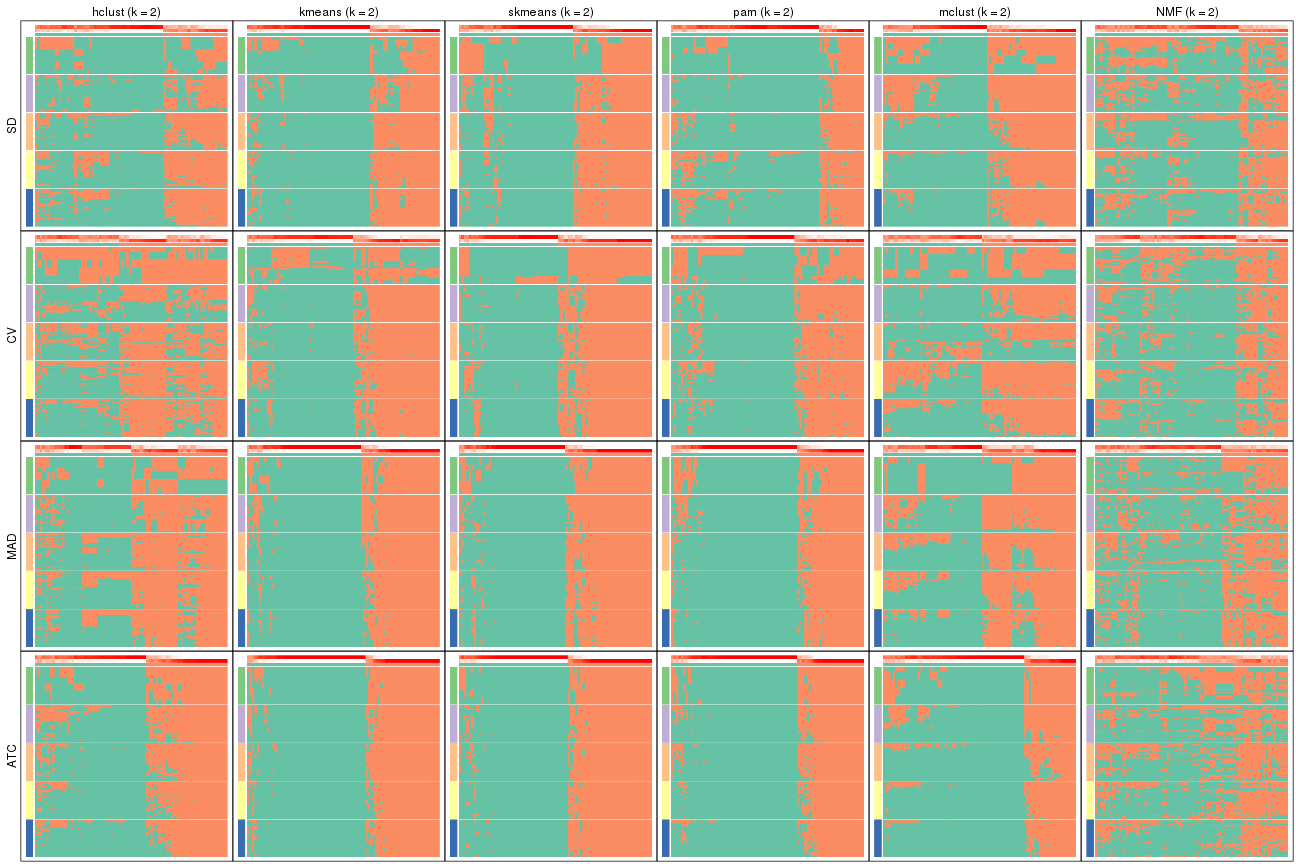 hclust (k = 2)
kmeans (k = 2)
skmeans (k = 2)
pam (k = 2)
mclust (k = 2)
NMF (k = 2)
SD
CV
MAD
ATC